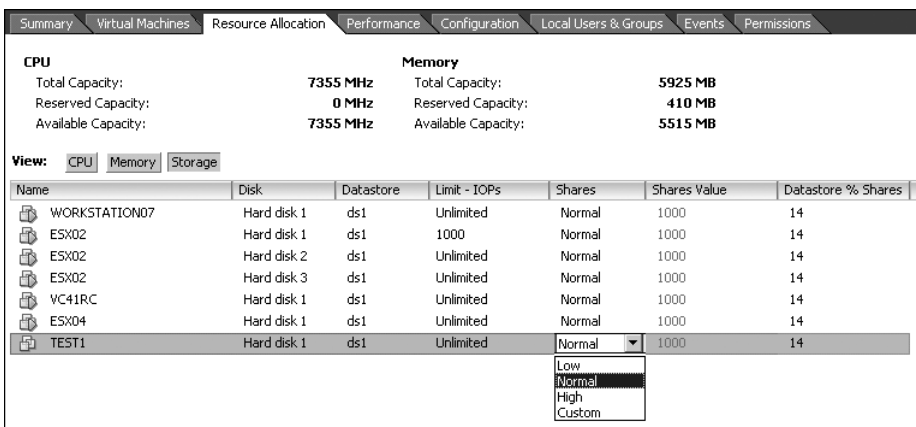 Summary Virtual Machines Resource Allocation Performance Configuration Local Users & Groups Events Permissions
CPU Memory
Total Capacity: 7355 MHz Total Capacity: 5925 MB
Reserved Capacity: 0 MHz Reserved Capacity: 410 MB
Available Capacity: 7355 MHz Available Capacity: 5515 MB
View: CPU Memory Storage
Name Disk Datastore Limit - IOPs Shares Shares Value Datastore % Shares
WORKSTATION07 Hard disk 1 ds1 Unlimited Normal 1000 14
ESX02 Hard disk 1 ds1 1000 Normal 1000 14
ESX02 Hard disk 2 ds1 Unlimited Normal 1000 14
ESX02 Hard disk 3 ds1 Unlimited Normal 1000 14
VC41RC Hard disk 1 ds1 Unlimited Normal 1000 14
ESX04 Hard disk 1 ds1 Unlimited Normal 1000 14
TEST1 Hard disk 1 ds1 Unlimited Normal 1000 14
Low
Normal
High
Custom